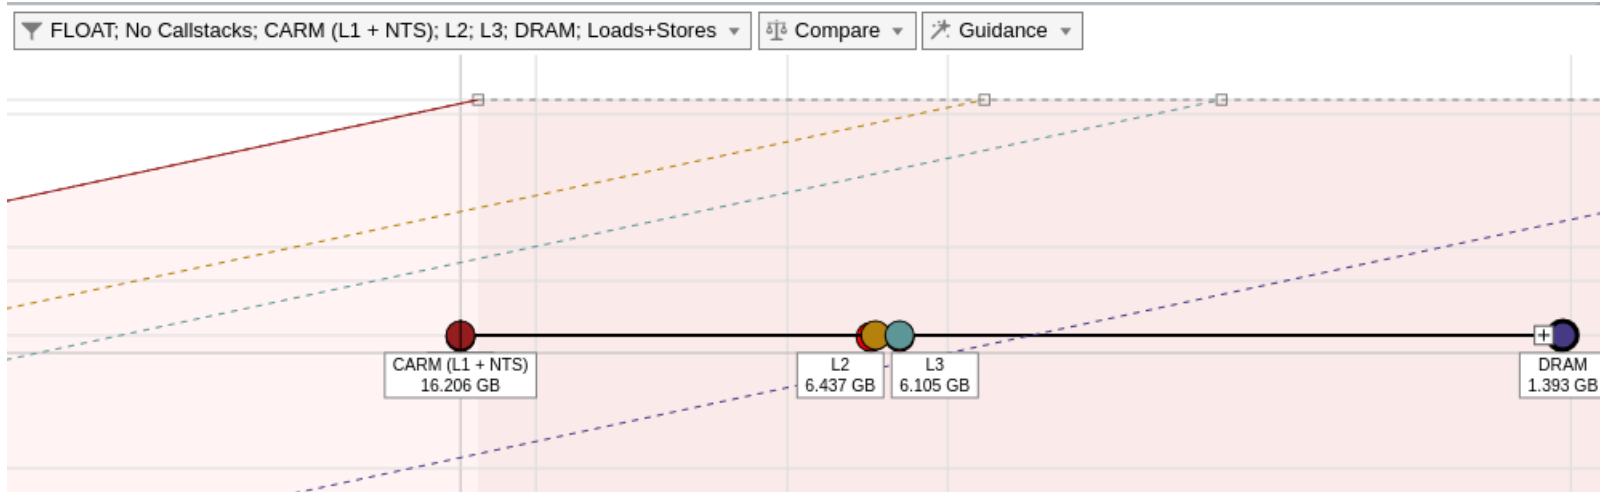 FLOAT; No Callstacks; CARM (L1 + NTS); L2; L3; DRAM; Loads+Stores
Compare
Guidance
CARM (L1 + NTS)
16.206 GB
L2
6.437 GB
L3
6.105 GB
DRAM
1.393 GB